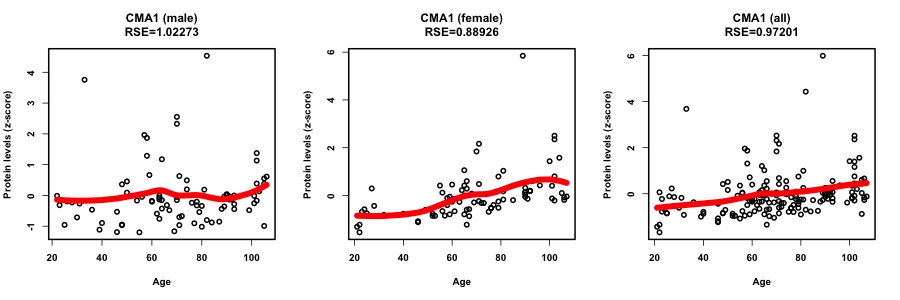 CMA1 (male)
RSE=1.02273
Protein levels (z-score)
4
3
2
1
0
-1
20 40 60 80 100
Age
CMA1 (female)
RSE=0.88926
Protein levels (z-score)
6
4
2
0
20 40 60 80 100
Age
CMA1 (all)
RSE=0.97201
Protein levels (z-score)
6
4
2
0
20 40 60 80 100
Age